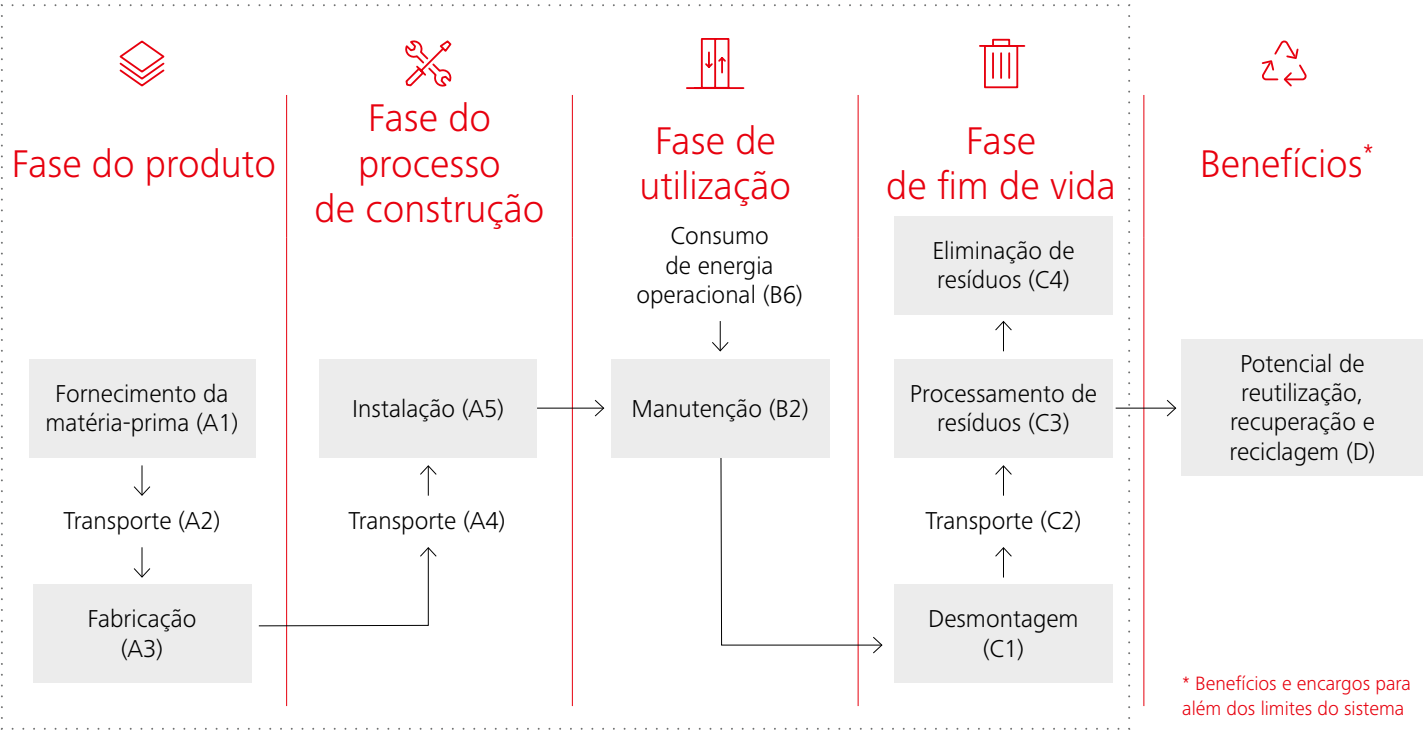 Fase do produto
Fornecimento da
matéria-prima (A1)
Transporte (A2)
Fabricação
(A3)
Fase do
processo
de construção
Instalação (A5)
Transporte (A4)
Fase de
utilização
Consumo
de energia
operacional (B6)
Manutenção (B2)
Fase
de fim de vida
Eliminação de
resíduos (C4)
Processamento de
resíduos (C3)
Transporte (C2)
Desmontagem
(C1)
Benefícios*
Potencial de
reutilização,
recuperação e
reciclagem (D)
* Benefícios e encargos para
além dos limites do sistema